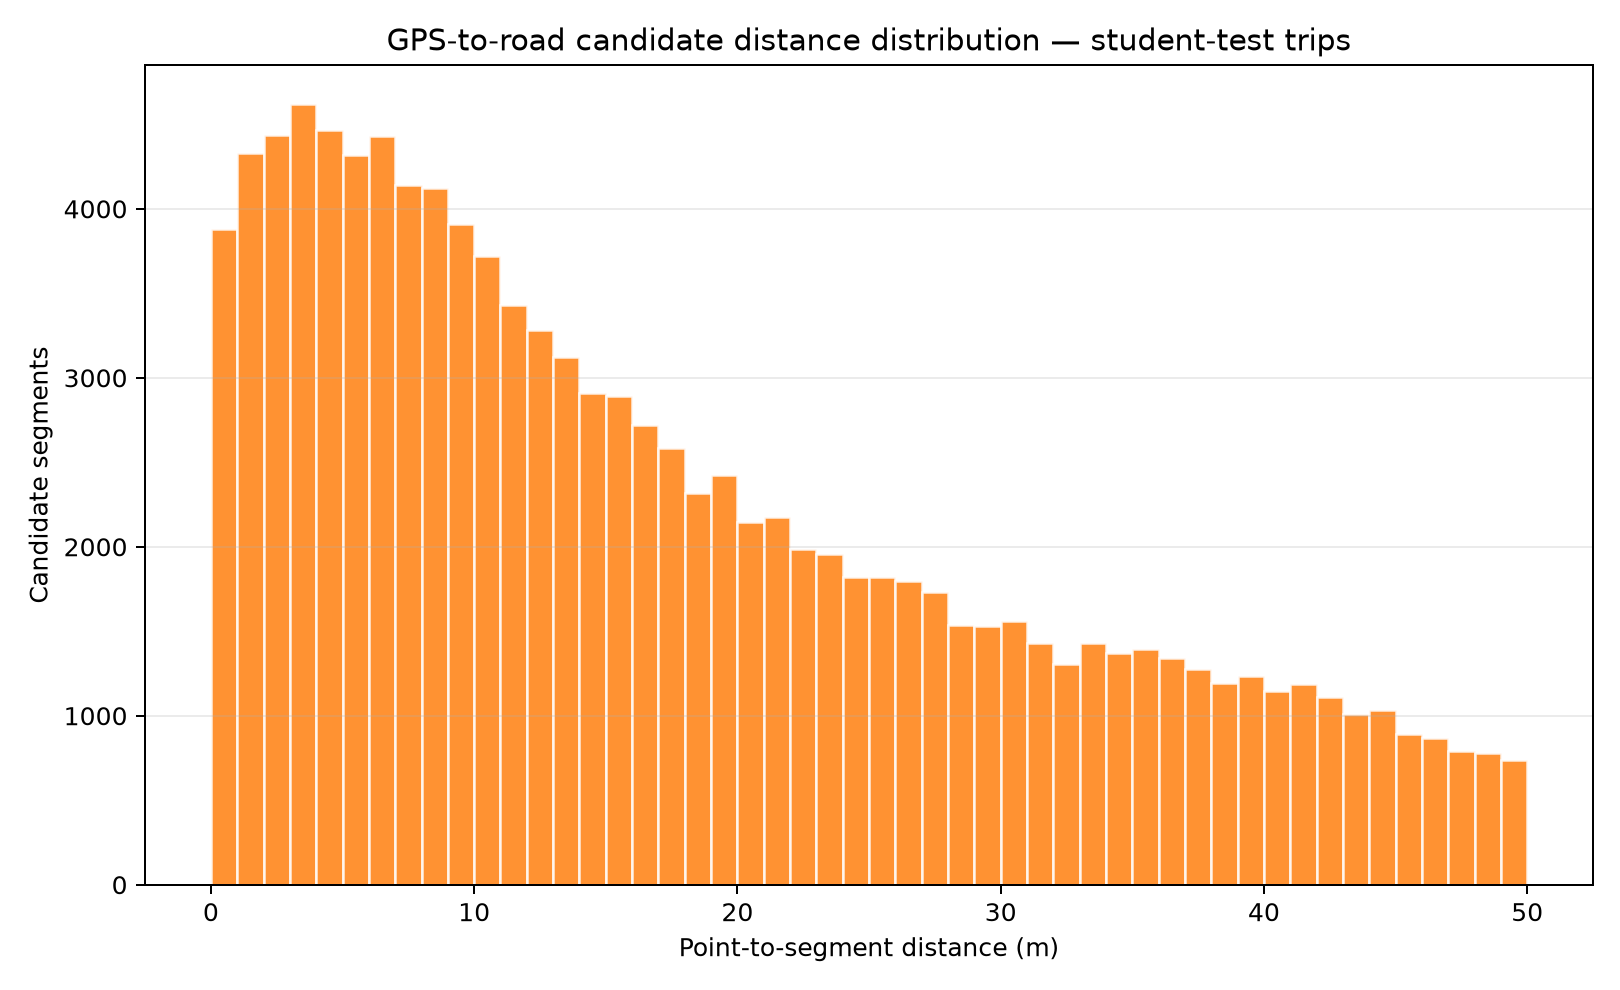 GPS-to-road candidate distance distribution — student-test trips
Candidate segments
4000
3000
2000
1000
0
0 10 20 30 40 50
Point-to-segment distance (m)